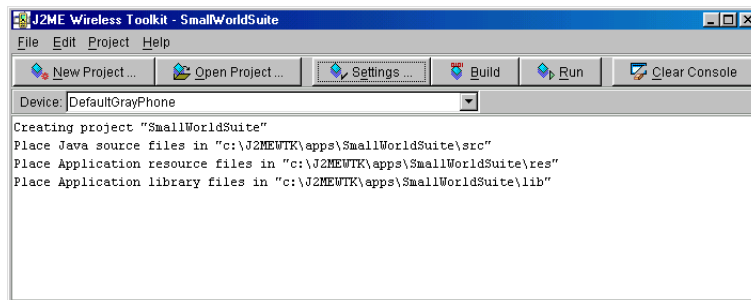 J2ME Wireless Toolkit - SmallWorldSuite
File Edit Project Help
New Project ... Open Project ... Settings ... Build Run Clear Console
Device: DefaultGrayPhone
Creating project "SmallWorldSuite"
Place Java source files in "c:\J2MEWTK\apps\SmallWorldSuite\src"
Place Application resource files in "c:\J2MEWTK\apps\SmallWorldSuite\res"
Place Application library files in "c:\J2MEWTK\apps\SmallWorldSuite\lib"